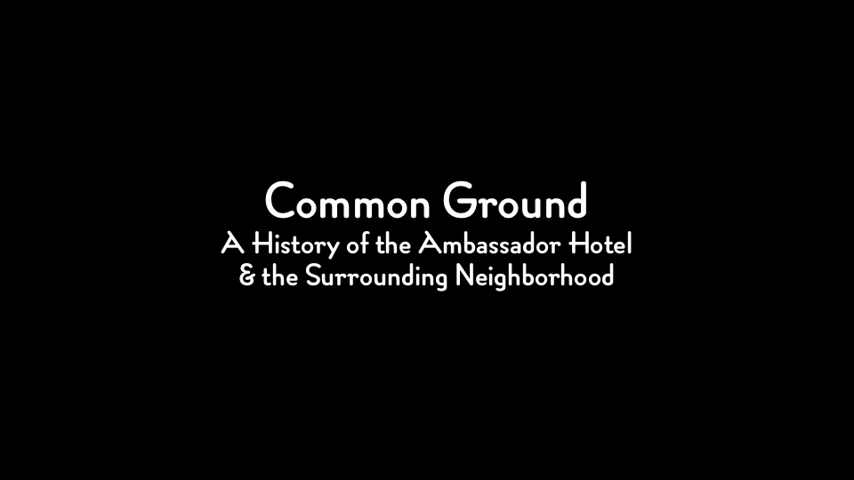 Common Ground
A History of the Ambassador Hotel
& the Surrounding Neighborhood